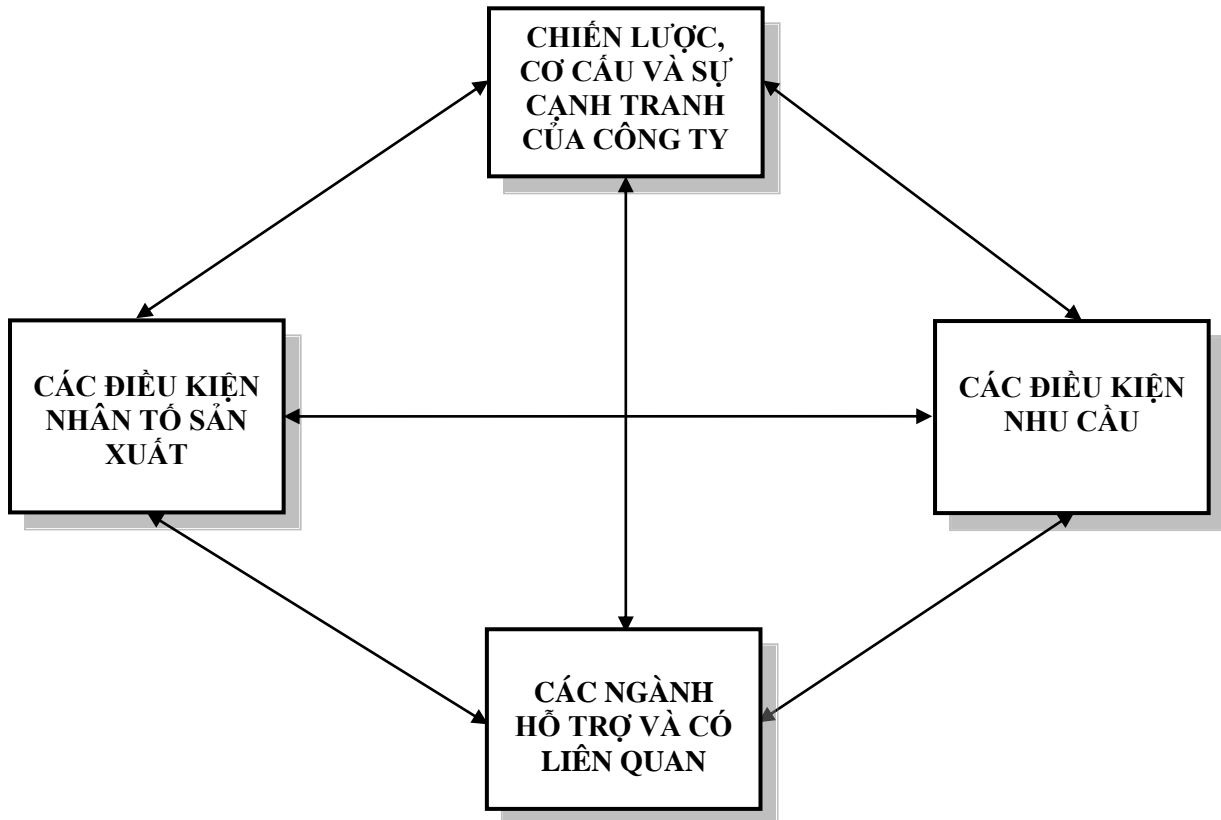 CHIẾN LƯỢC,
CƠ CẤU VÀ SỰ
CẠNH TRANH
CỦA CÔNG TY
CÁC ĐIỀU KIỆN
NHÂN TỐ SẢN
XUẤT
CÁC ĐIỀU KIỆN
NHU CẦU
CÁC NGÀNH
HỖ TRỢ VÀ CÓ
LIÊN QUAN